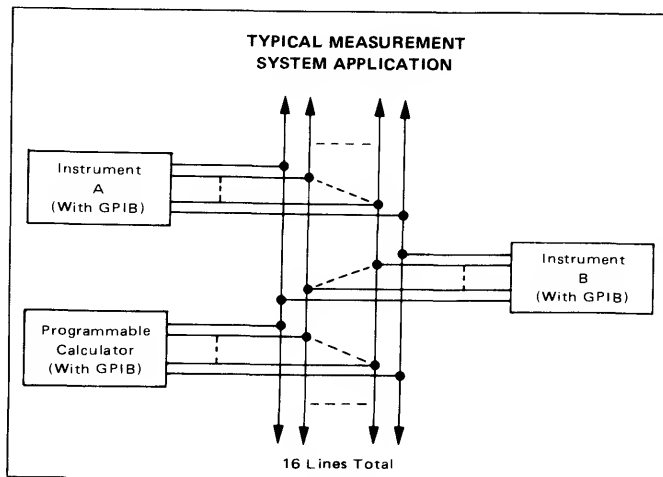 TYPICAL MEASUREMENT
SYSTEM APPLICATION
Instrument
A
(With GPIB)
Instrument
B
(With GPIB)
Programmable
Calculator
(With GPIB)
16 Lines Total